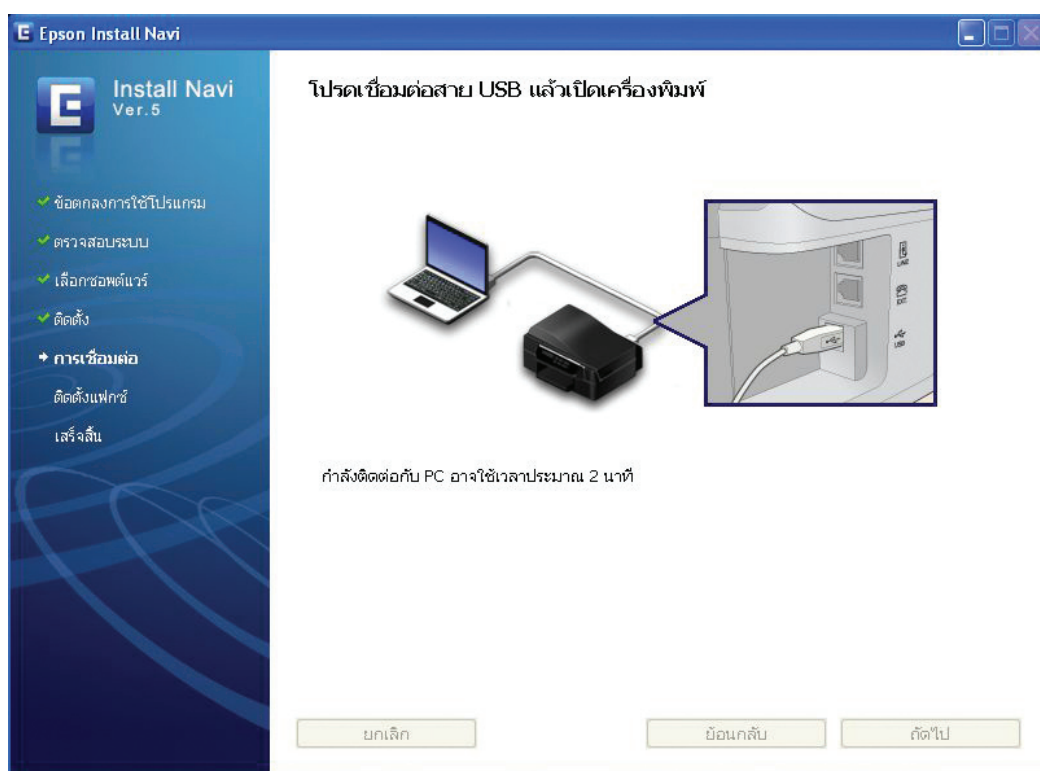 Epson Install Navi
Install Navi
Ver.5
ข้อตกลงการใช้โปรแกรม
ตรวจสอบระบบ
เลือกซอฟต์แวร์
ติดตั้ง
การเชื่อมต่อ
ติดตั้งแฟกซ์
เสร็จสิ้น
โปรดเชื่อมต่อสาย USB แล้วเปิดเครื่องพิมพ์
LINE
EXT
USB
กำลังติดต่อกับ PC อาจใช้เวลาประมาณ 2 นาที
ยกเลิก
ย้อนกลับ
ถัดไป